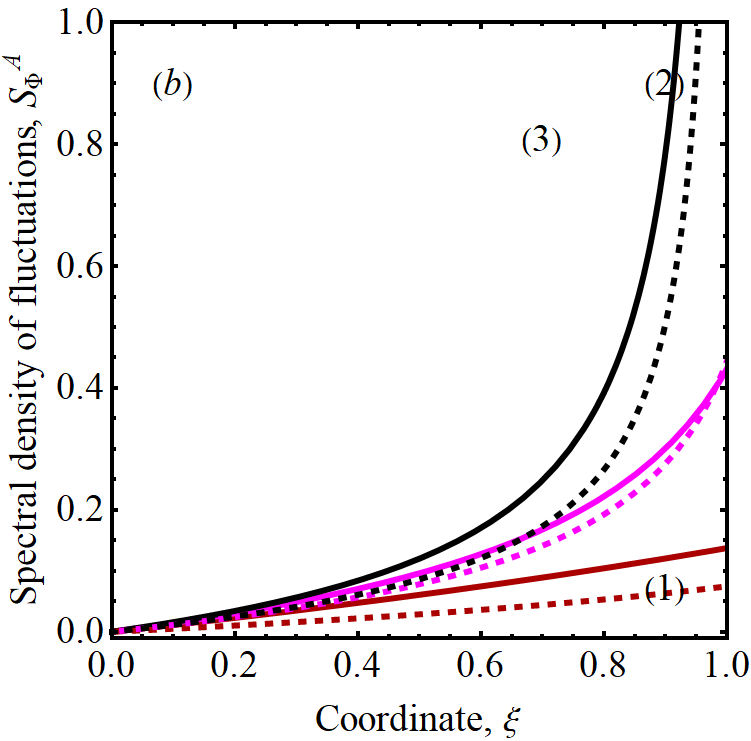 1.0
(b)
(2)
0.8
(3)
0.6
0.4
0.2
(1)
0.0
0.0 0.2 0.4 0.6 0.8 1.0
Spectral density of fluctuations, S_Φ^A
Coordinate, ξ